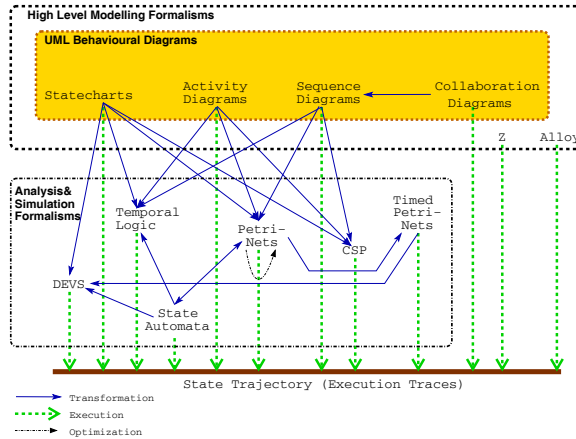 High Level Modelling Formalisms
UML Behavioural Diagrams
Statecharts
Activity
Diagrams
Sequence
Diagrams
Collaboration
Diagrams
Z
Alloy
Analysis&
Simulation
Formalisms
Temporal
Logic
Petri-
Nets
CSP
Timed
Petri-
Nets
DEVS
State
Automata
State Trajectory (Execution Traces)
Transformation
Execution
Optimization